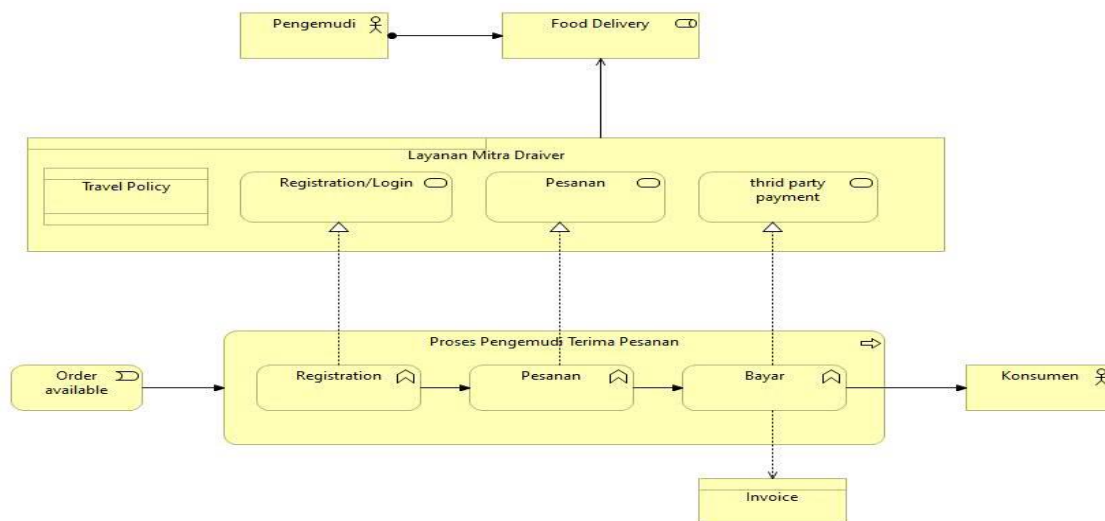 Pengemudi
Food Delivery
Layanan Mitra Draiver
Travel Policy
Registration/Login
Pesanan
thrid party
payment
Proses Pengemudi Terima Pesanan
Order
available
Registration
Pesanan
Bayar
Konsumen
Invoice